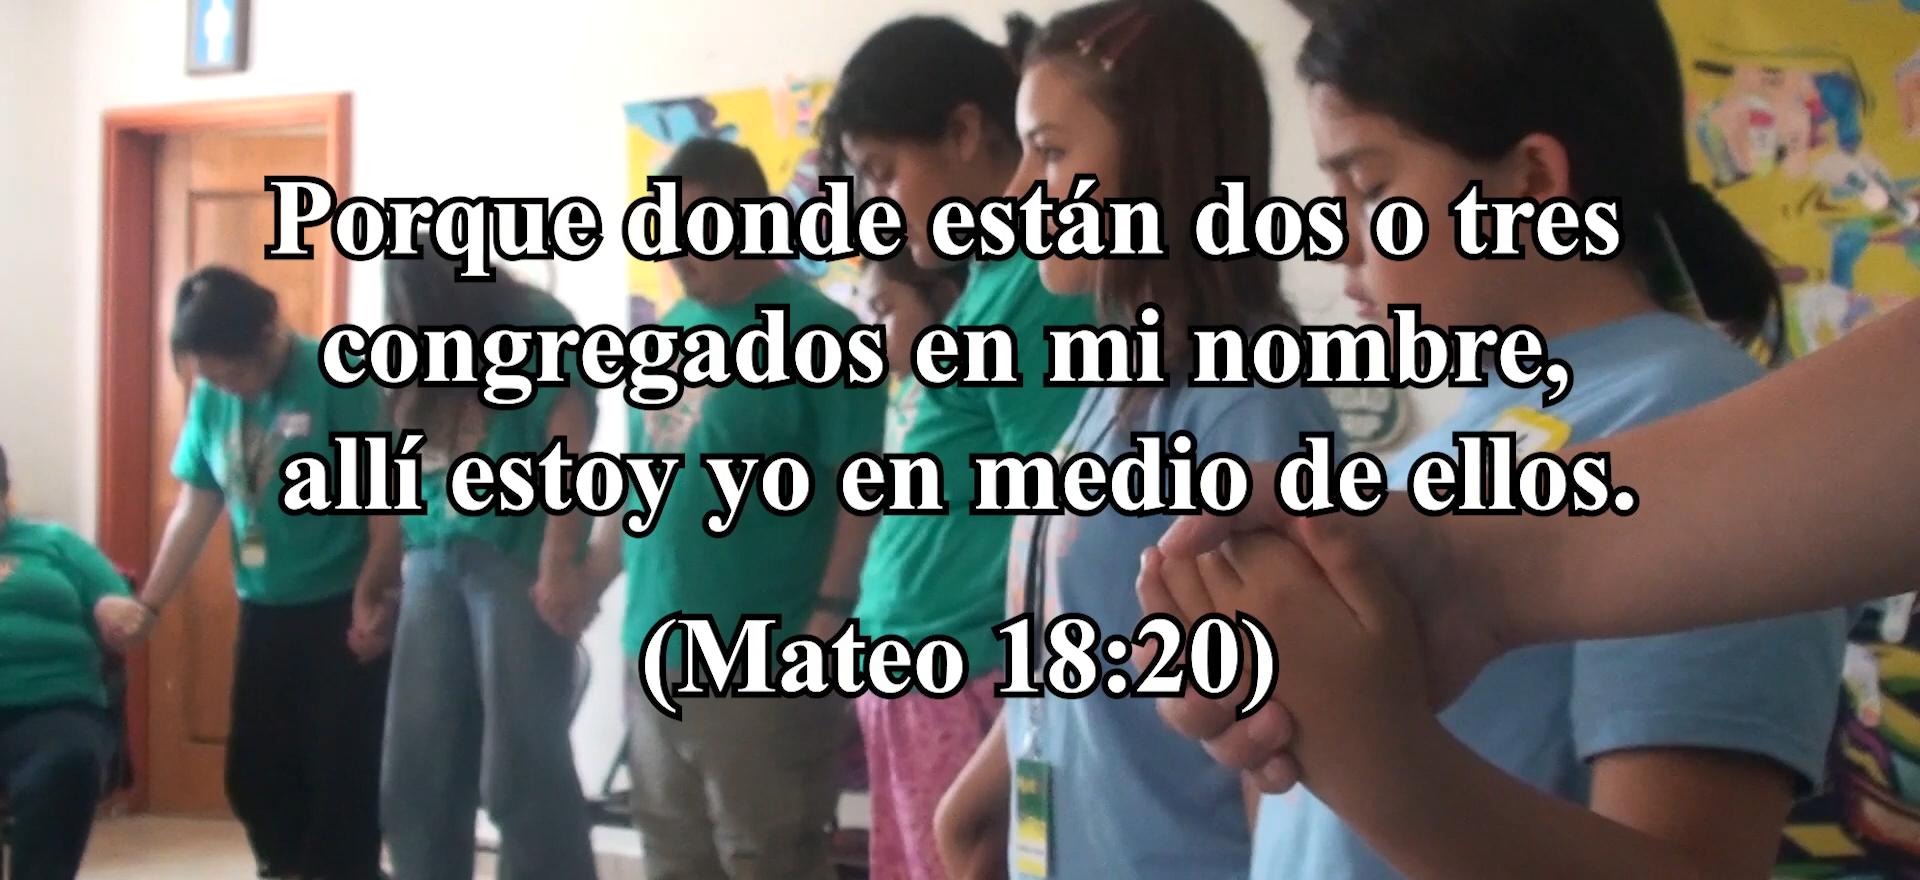 Porque donde están dos o tres
congregados en mi nombre,
allí estoy yo en medio de ellos.
(Mateo 18:20)